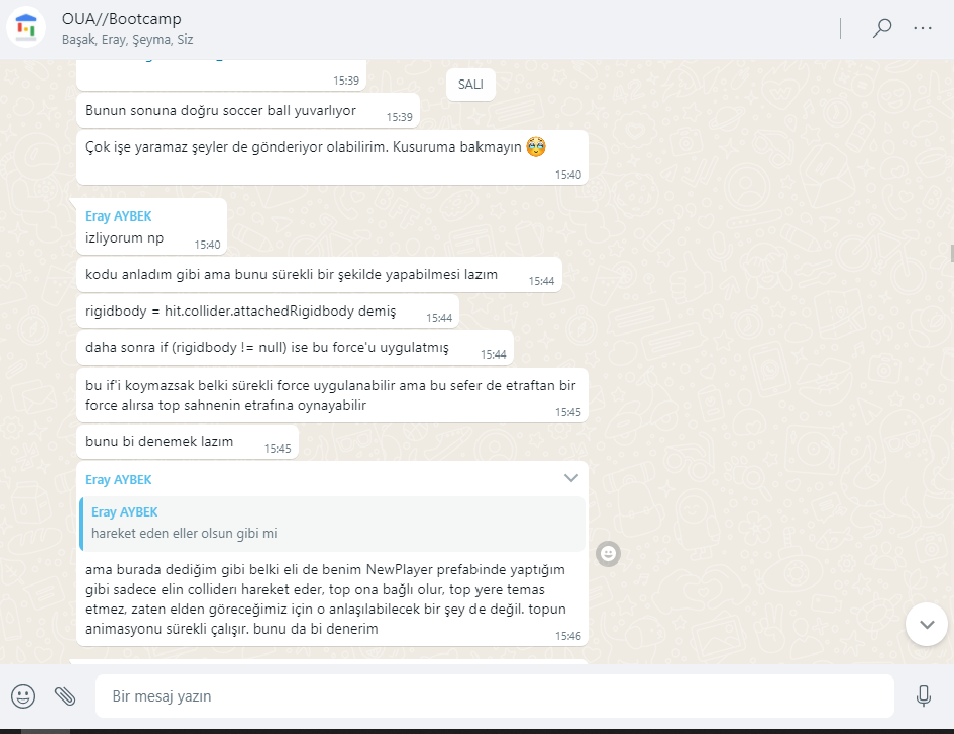 OUA//Bootcamp
Başak, Eray, Şeyma, Siz
15:39
SALI
Bunun sonuna doğru soccer ball yuvarlıyor
15:39
Çok işe yaramaz şeyler de gönderiyor olabilirim. Kusuruma bakmayın 🥹
15:40
Eray AYBEK
izliyorum np
15:40
kodu anladım gibi ama bunu sürekli bir şekilde yapabilmesi lazım
15:44
rigidbody = hit.collider.attachedRigidbody demiş
15:44
daha sonra if (rigidbody != null) ise bu force'u uygulatmış
15:44
bu if'i koymazsak belki sürekli force uygulanabilir ama bu sefer de etraftan bir
force alırsa top sahnenin etrafına oynayabilir
15:45
bunu bi denemek lazım
15:45
Eray AYBEK
Eray AYBEK
hareket eden eller olsun gibi mi
ama burada dediğim gibi belki eli de benim NewPlayer prefabinde yaptığım
gibi sadece elin colliderı hareket eder, top ona bağlı olur, top yere temas
etmez, zaten elden göreceğimiz için o anlaşılabilecek bir şey de değil. topun
animasyonu sürekli çalışır. bunu da bi denerim
15:46
Bir mesaj yazın